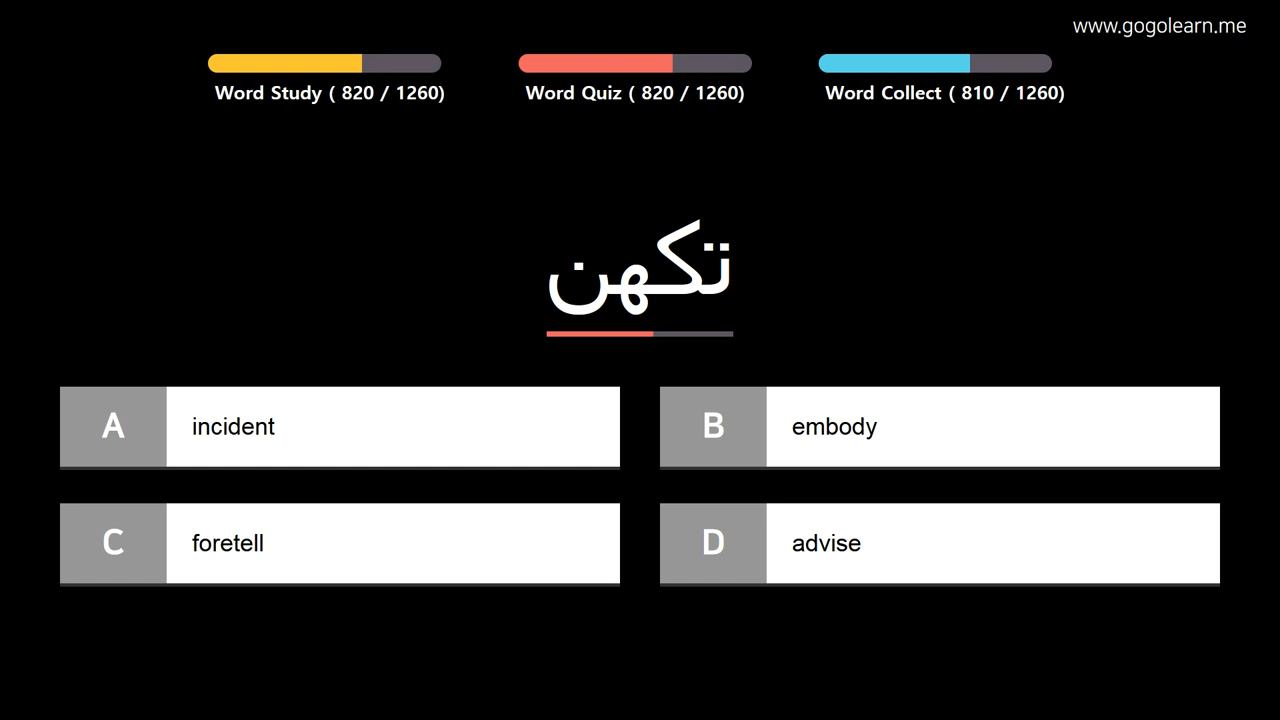 www.gogolearn.me
Word Study ( 820 / 1260)
Word Quiz ( 820 / 1260)
Word Collect ( 810 / 1260)
تكهن
A incident
B embody
C foretell
D advise